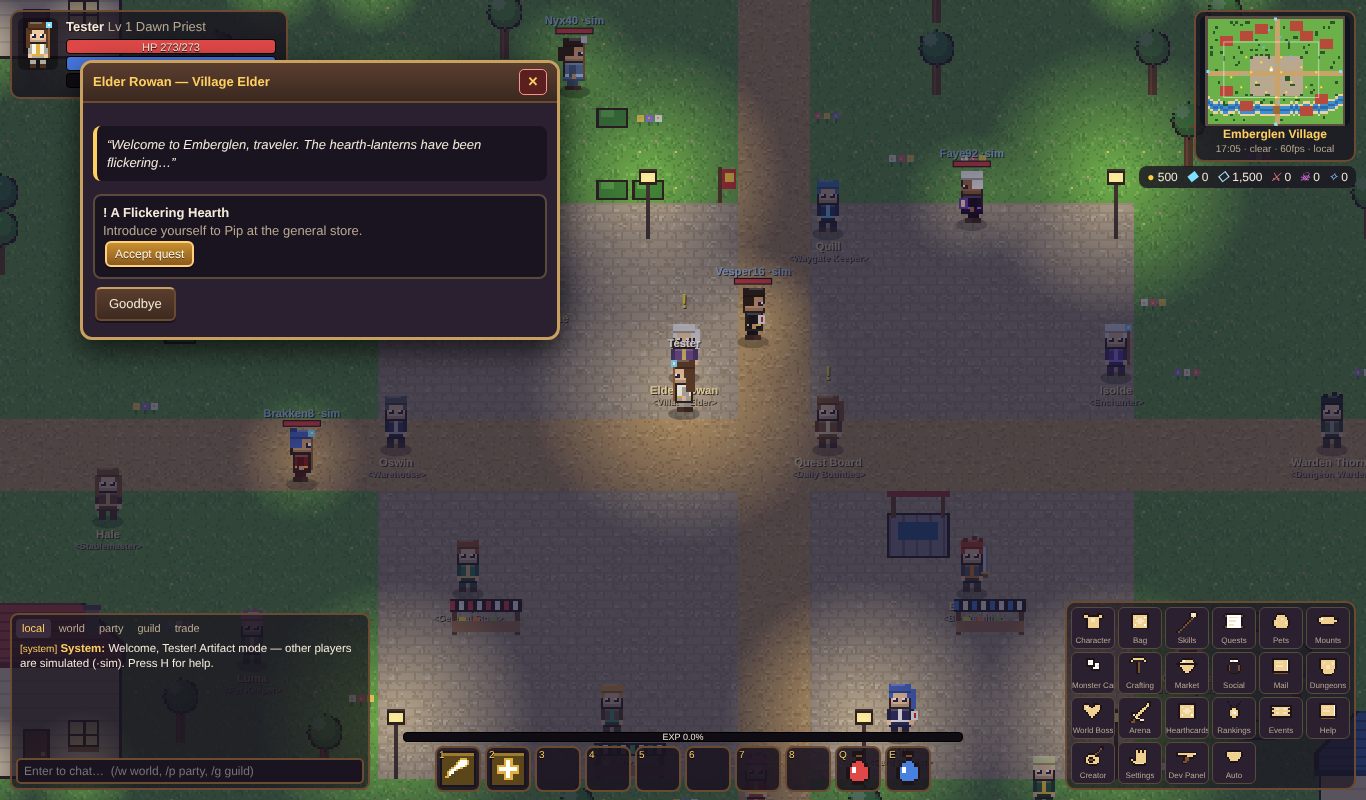 Tester Lv 1 Dawn Priest
HP 273/273
Elder Rowan — Village Elder
✕
“Welcome to Emberglen, traveler. The hearth-lanterns have been
flickering…”
! A Flickering Hearth
Introduce yourself to Pip at the general store.
Accept quest
Goodbye
Nyx40 ·sim
Faye92 ·sim
Emberglen Village
17:05 · clear · 60fps · local
500 0 1,500 0 0 0
Quill
<Waygate Keeper>
Vesper16 ·sim
!
Tester
Elder Rowan
<Village Elder>
!
Isolde
<Enchanter>
Brakken8 ·sim
Oswin
<Warehouse>
Quest Board
<Daily Bounties>
Warden Thorn
<Dungeon Warden
Hale
<Stablemaster>
Luma
local world party guild trade
[system] System: Welcome, Tester! Artifact mode — other players
are simulated (·sim). Press H for help.
Enter to chat… (/w world, /p party, /g guild)
EXP 0.0%
1 2 3 4 5 6 7 8 Q E
Character Bag Skills Quests Pets Mounts
Monster Ca Crafting Market Social Mail Dungeons
World Boss Arena Hearthcards Rankings Events Help
Creator Settings Dev Panel Auto